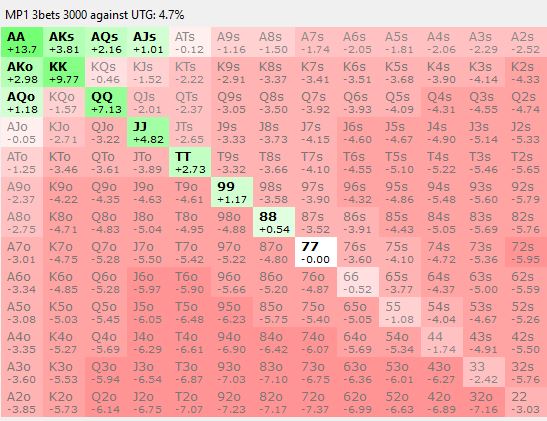 MP1 3bets 3000 against UTG: 4.7%
AA AKs AQs AJs ATs A9s A8s A7s A6s A5s A4s A3s A2s
+13.7 +3.81 +2.16 +1.01 -0.12 -1.16 -1.50 -1.74 -2.05 -1.81 -2.06 -2.29 -2.52
AKo KK KQs KJs KTs K9s K8s K7s K6s K5s K4s K3s K2s
+2.98 +9.77 -0.46 -1.52 -2.22 -2.91 -3.37 -3.41 -3.51 -3.68 -3.90 -4.14 -4.33
AQo KQo QQ QJs QTs Q9s Q8s Q7s Q6s Q5s Q4s Q3s Q2s
+1.18 -1.57 +7.13 -2.01 -2.37 -3.05 -3.50 -3.92 -3.93 -4.09 -4.31 -4.55 -4.74
AJo KJo QJo JJ JTs J9s J8s J7s J6s J5s J4s J3s J2s
-0.05 -2.71 -3.22 +4.82 -2.65 -3.33 -3.73 -4.15 -4.60 -4.67 -4.90 -5.14 -5.33
ATo KTo QTo JTo TT T9s T8s T7s T6s T5s T4s T3s T2s
-1.25 -3.46 -3.61 -3.89 +2.73 -3.32 -3.66 -4.10 -4.55 -5.10 -5.22 -5.46 -5.65
A9o K9o Q9o J9o T9o 99 98s 97s 96s 95s 94s 93s 92s
-2.37 -4.22 -4.35 -4.63 -4.61 +1.17 -3.58 -3.90 -4.32 -4.86 -5.48 -5.60 -5.79
A8o K8o Q8o J8o T8o 98o 88 87s 86s 85s 84s 83s 82s
-2.75 -4.71 -4.83 -5.04 -4.95 -4.88 +0.54 -3.52 -3.91 -4.43 -5.05 -5.69 -5.76
A7o K7o Q7o J7o T7o 97o 87o 77 76s 75s 74s 73s 72s
-3.01 -4.75 -5.28 -5.50 -5.42 -5.22 -4.80 -0.00 -3.60 -4.10 -4.72 -5.36 -5.95
A6o K6o Q6o J6o T6o 96o 86o 76o 66 65s 64s 63s 62s
-3.34 -4.85 -5.28 -5.97 -5.90 -5.66 -5.20 -4.87 -0.52 -3.77 -4.37 -5.00 -5.59
A5o K5o Q5o J5o T5o 95o 85o 75o 65o 55 54s 53s 52s
-3.08 -5.03 -5.45 -6.05 -6.48 -6.23 -5.75 -5.40 -5.05 -1.08 -4.04 -4.67 -5.26
A4o K4o Q4o J4o T4o 94o 84o 74o 64o 54o 44 43s 42s
-3.35 -5.27 -5.69 -6.29 -6.61 -6.90 -6.42 -6.07 -5.69 -5.34 -1.74 -4.91 -5.50
A3o K3o Q3o J3o T3o 93o 83o 73o 63o 53o 43o 33 32s
-3.60 -5.53 -5.94 -6.54 -6.87 -7.03 -7.10 -6.75 -6.36 -6.01 -6.27 -2.42 -5.76
A2o K2o Q2o J2o T2o 92o 82o 72o 62o 52o 42o 32o 22
-3.85 -5.73 -6.14 -6.75 -7.07 -7.23 -7.17 -7.37 -6.99 -6.63 -6.89 -7.16 -3.03